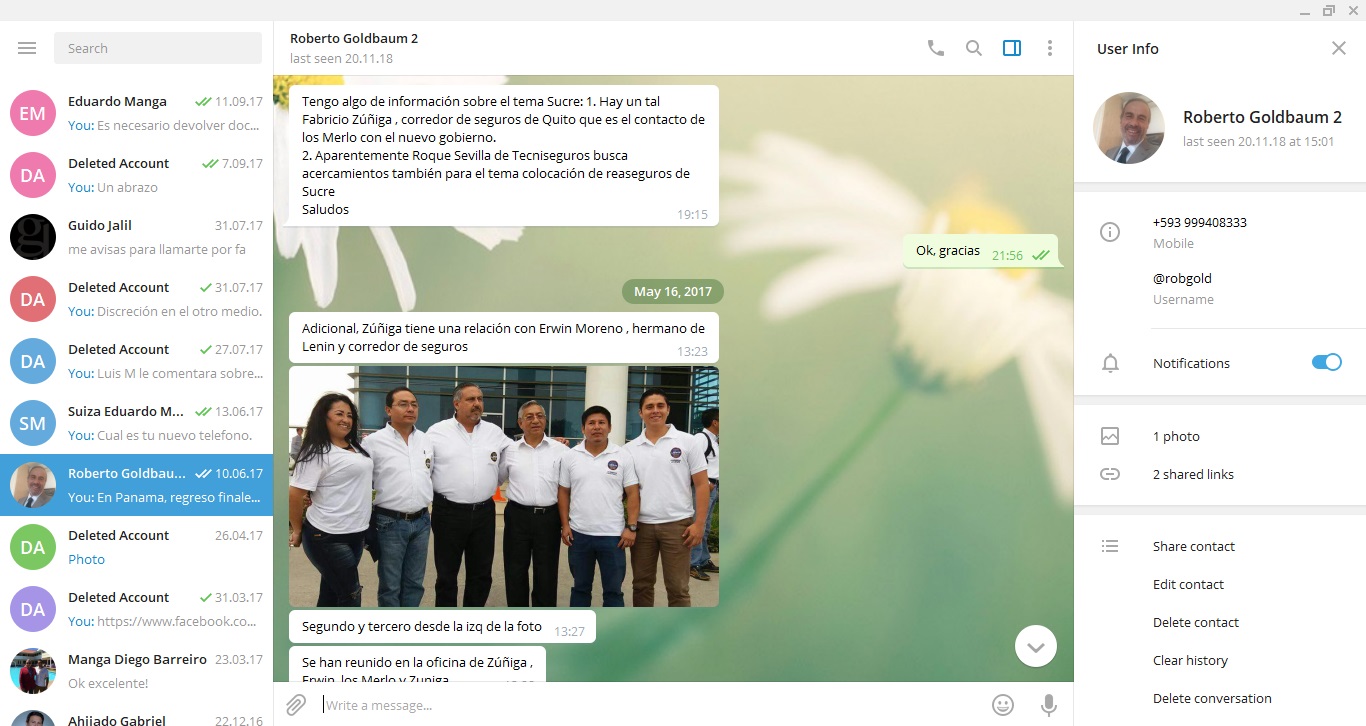 Search
Eduardo Manga
11.09.17
You: Es necesario devolver doc...
Deleted Account
7.09.17
You: Un abrazo
Guido Jalil
31.07.17
me avisas para llamarte por fa
Deleted Account
31.07.17
You: Discreción en el otro medio.
Deleted Account
27.07.17
You: Luis M le comentara sobre...
Suiza Eduardo M...
13.06.17
You: Cual es tu nuevo telefono.
Roberto Goldbau...
10.06.17
You: En Panama, regreso finale...
Deleted Account
26.04.17
Photo
Deleted Account
31.03.17
You: https://www.facebook.co...
Manga Diego Barreiro
23.03.17
Ok excelente!
Ahijado Gabriel
22.12.16
EM
DA
DA
DA
SM
DA
DA
Roberto Goldbaum 2
last seen 20.11.18
Tengo algo de información sobre el tema Sucre: 1. Hay un tal
Fabricio Zúñiga , corredor de seguros de Quito que es el contacto de
los Merlo con el nuevo gobierno.
2. Aparentemente Roque Sevilla de Tecniseguros busca
acercamientos también para el tema colocación de reaseguros de
Sucre
Saludos
19:15
Ok, gracias
21:56
May 16, 2017
Adicional, Zúñiga tiene una relación con Erwin Moreno , hermano de
Lenin y corredor de seguros
13:23
Segundo y tercero desde la izq de la foto
13:27
Se han reunido en la oficina de Zúñiga ,
Erwin, los Merlo y Zuniga
Write a message...
User Info
Roberto Goldbaum 2
last seen 20.11.18 at 15:01
+593 999408333
Mobile
@robgold
Username
Notifications
1 photo
2 shared links
Share contact
Edit contact
Delete contact
Clear history
Delete conversation